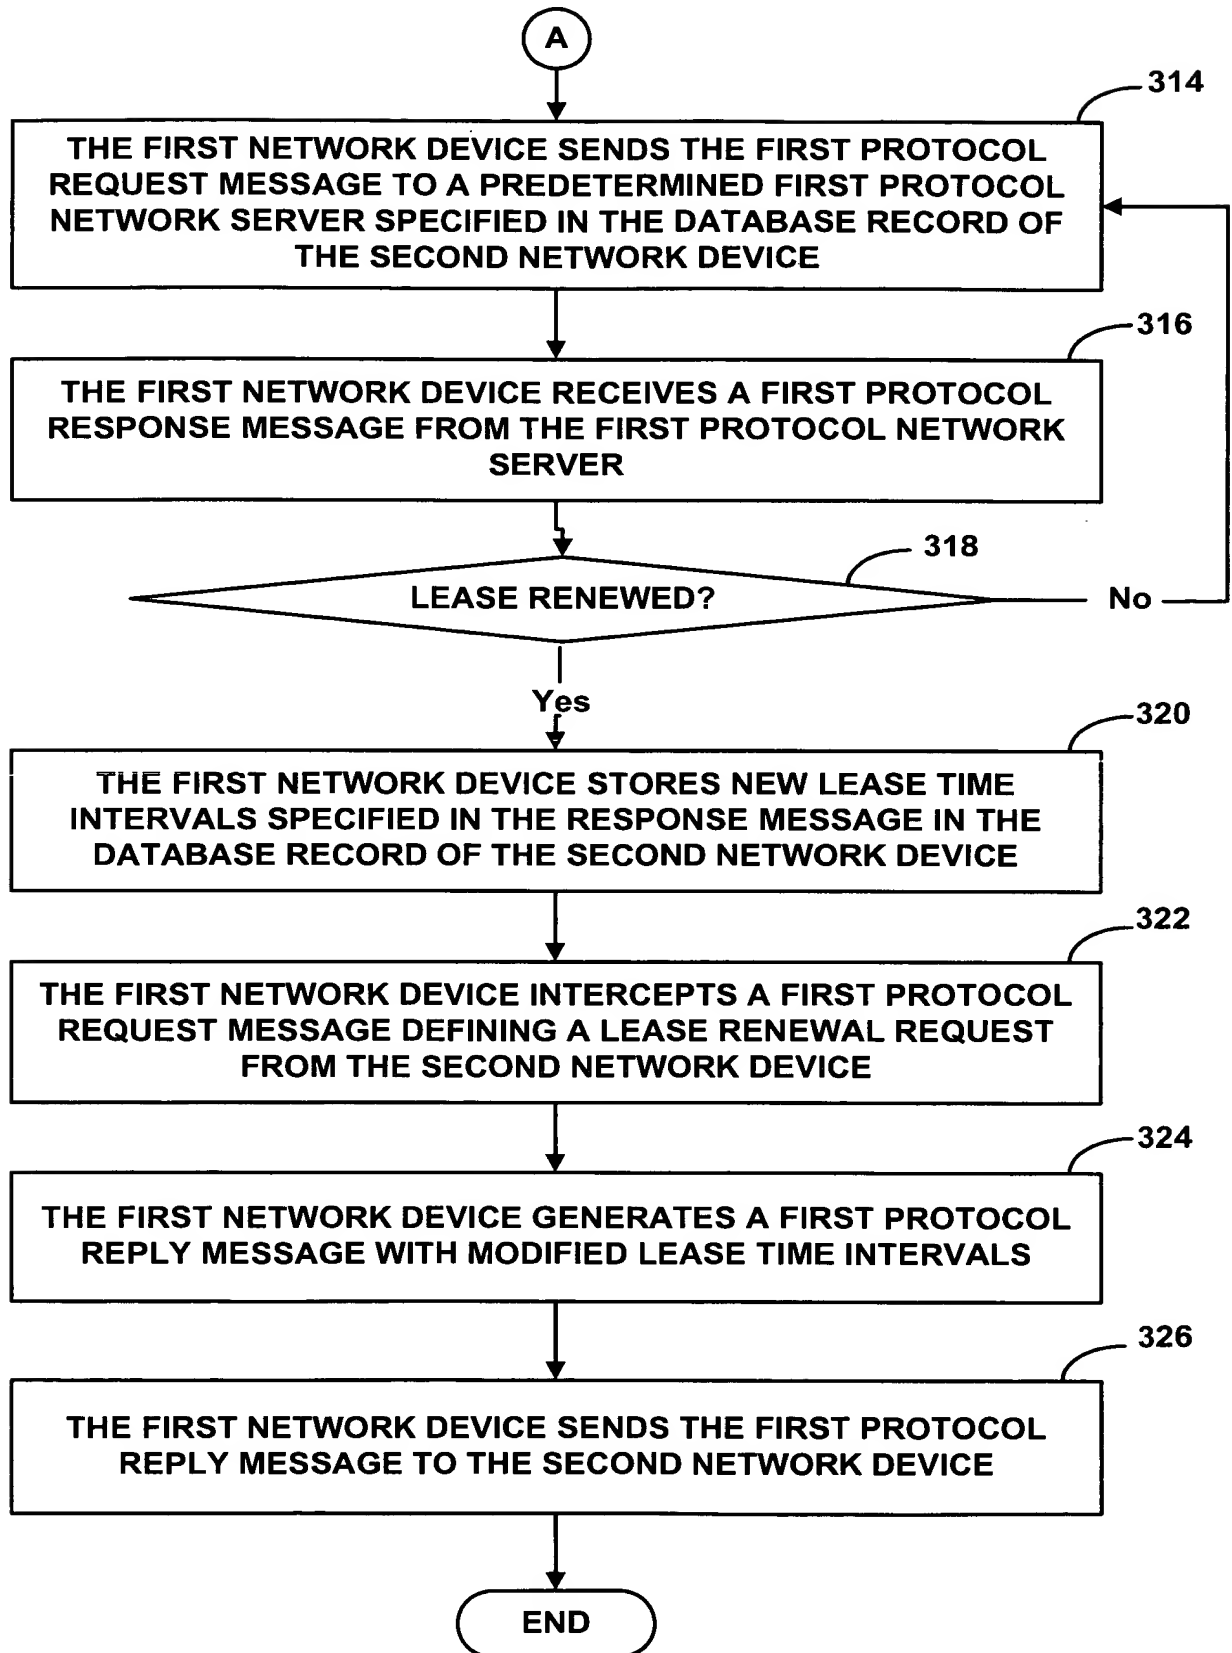 A
314
THE FIRST NETWORK DEVICE SENDS THE FIRST PROTOCOL
REQUEST MESSAGE TO A PREDETERMINED FIRST PROTOCOL
NETWORK SERVER SPECIFIED IN THE DATABASE RECORD OF
THE SECOND NETWORK DEVICE
316
THE FIRST NETWORK DEVICE RECEIVES A FIRST PROTOCOL
RESPONSE MESSAGE FROM THE FIRST PROTOCOL NETWORK
SERVER
318
LEASE RENEWED?
No
Yes
320
THE FIRST NETWORK DEVICE STORES NEW LEASE TIME
INTERVALS SPECIFIED IN THE RESPONSE MESSAGE IN THE
DATABASE RECORD OF THE SECOND NETWORK DEVICE
322
THE FIRST NETWORK DEVICE INTERCEPTS A FIRST PROTOCOL
REQUEST MESSAGE DEFINING A LEASE RENEWAL REQUEST
FROM THE SECOND NETWORK DEVICE
324
THE FIRST NETWORK DEVICE GENERATES A FIRST PROTOCOL
REPLY MESSAGE WITH MODIFIED LEASE TIME INTERVALS
326
THE FIRST NETWORK DEVICE SENDS THE FIRST PROTOCOL
REPLY MESSAGE TO THE SECOND NETWORK DEVICE
END